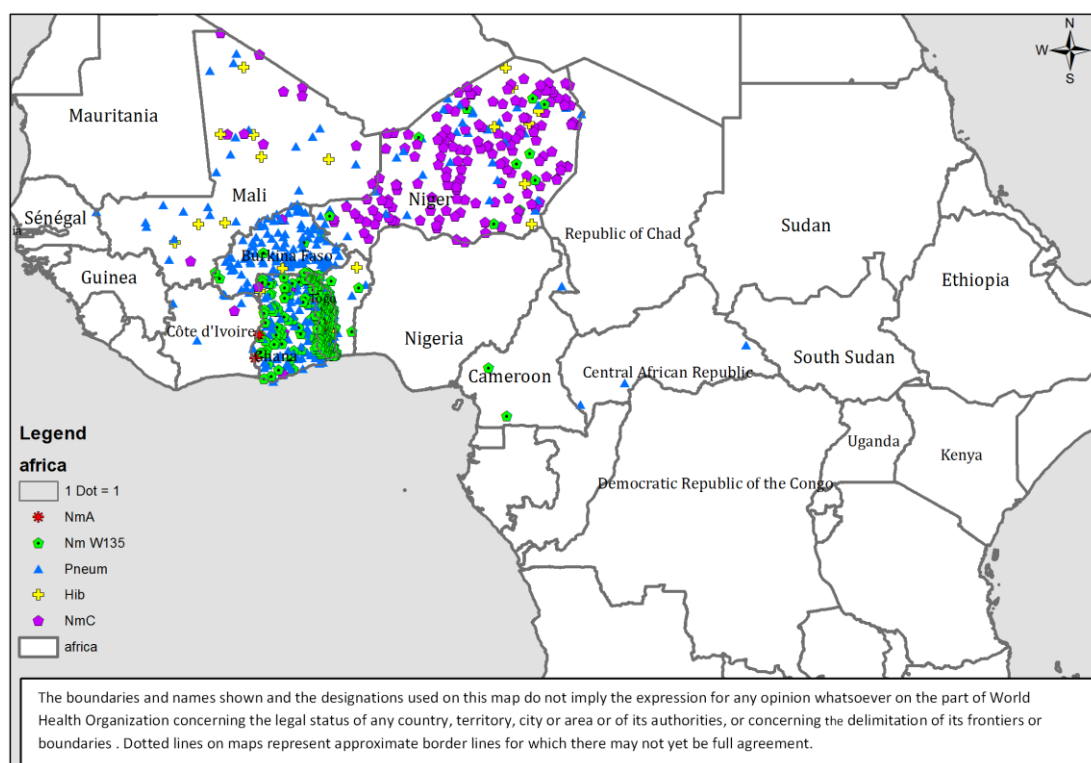 N
W
E
S
Mauritania
Mali
Niger
Sénégal
Sudan
Republic of Chad
Burkina Faso
Guinea
Ethiopia
Togo
Côte d'Ivoire
Nigeria
Ghana
South Sudan
Cameroon
Central African Republic
Uganda
Kenya
Democratic Republic of the Congo
Legend
africa
1 Dot = 1
NmA
Nm W135
Pneum
Hib
NmC
africa
The boundaries and names shown and the designations used on this map do not imply the expression for any opinion whatsoever on the part of World
Health Organization concerning the legal status of any country, territory, city or area or of its authorities, or concerning the delimitation of its frontiers or
boundaries . Dotted lines on maps represent approximate border lines for which there may not yet be full agreement.